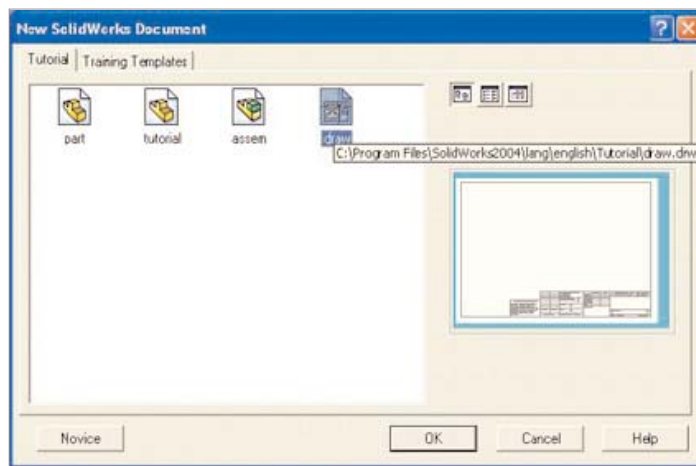 New SolidWorks Document
Tutorial
Training Templates
part
tutorial
assem
draw
C:\Program Files\SolidWorks2004\lang\english\Tutorial\draw.drw
Novice
OK
Cancel
Help